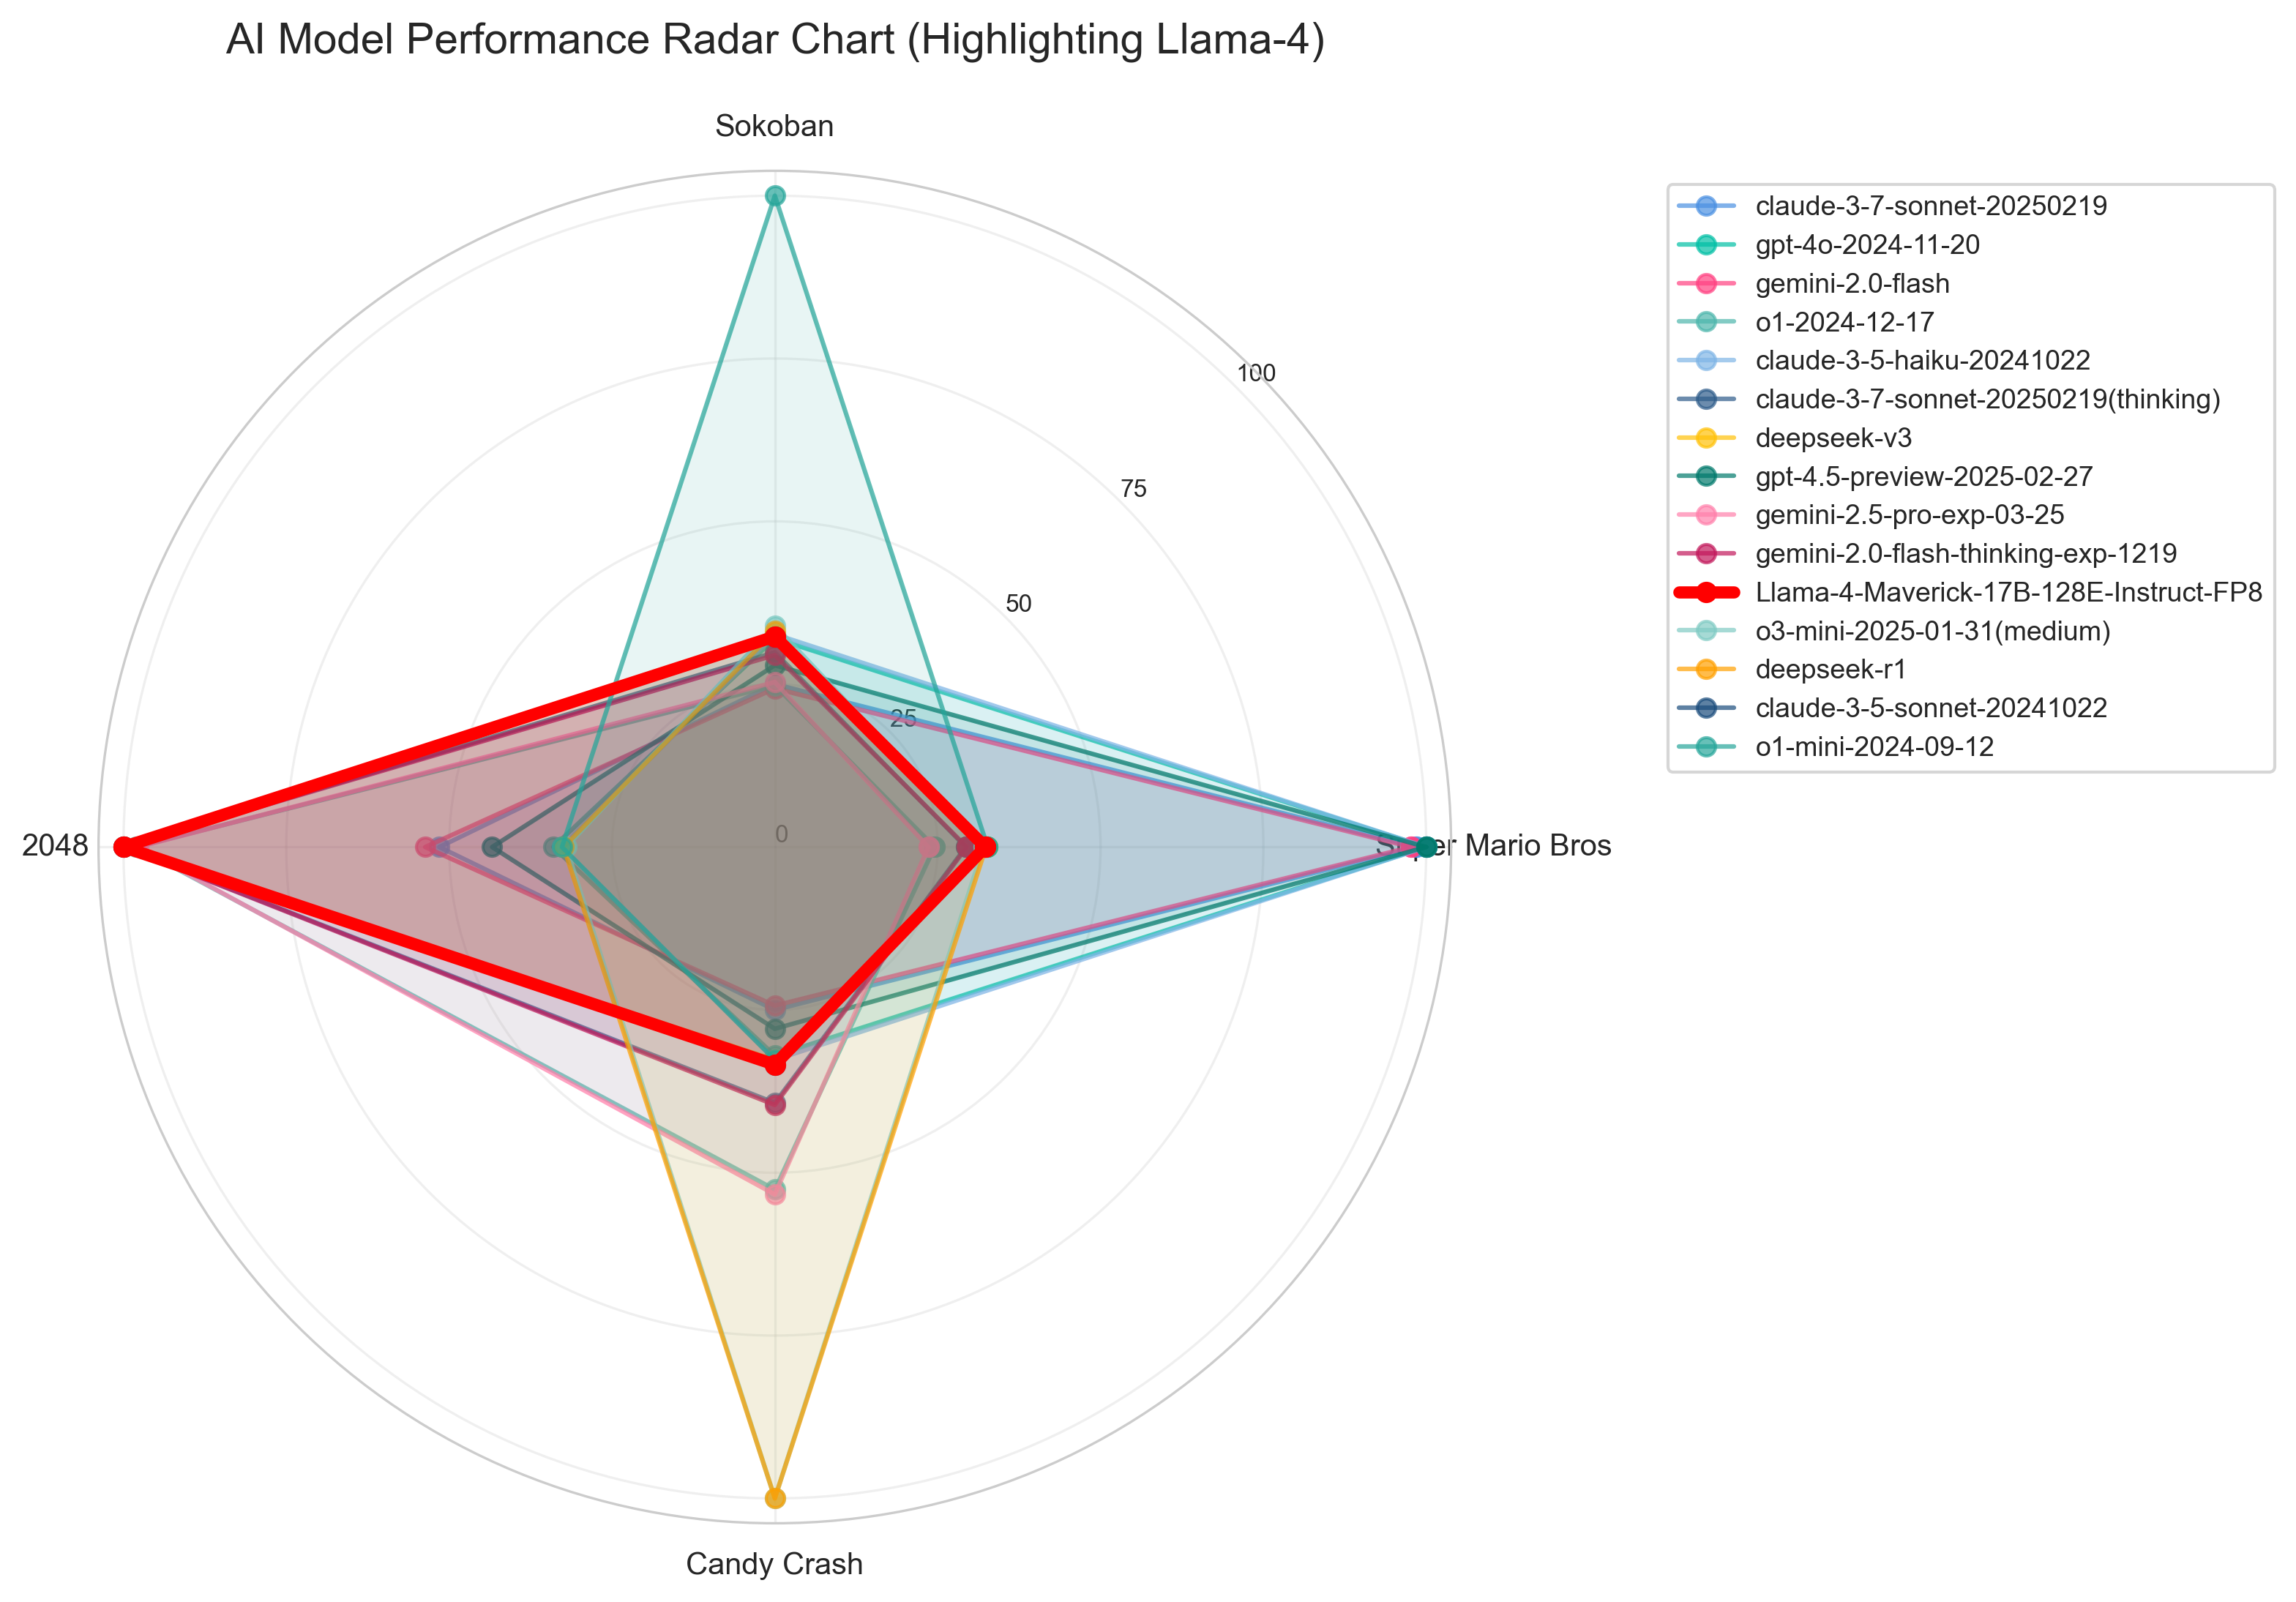 AI Model Performance Radar Chart (Highlighting Llama-4)
Sokoban
100
75
50
25
0
2048
Super Mario Bros
Candy Crash
claude-3-7-sonnet-20250219
gpt-4o-2024-11-20
gemini-2.0-flash
o1-2024-12-17
claude-3-5-haiku-20241022
claude-3-7-sonnet-20250219(thinking)
deepseek-v3
gpt-4.5-preview-2025-02-27
gemini-2.5-pro-exp-03-25
gemini-2.0-flash-thinking-exp-1219
Llama-4-Maverick-17B-128E-Instruct-FP8
o3-mini-2025-01-31(medium)
deepseek-r1
claude-3-5-sonnet-20241022
o1-mini-2024-09-12